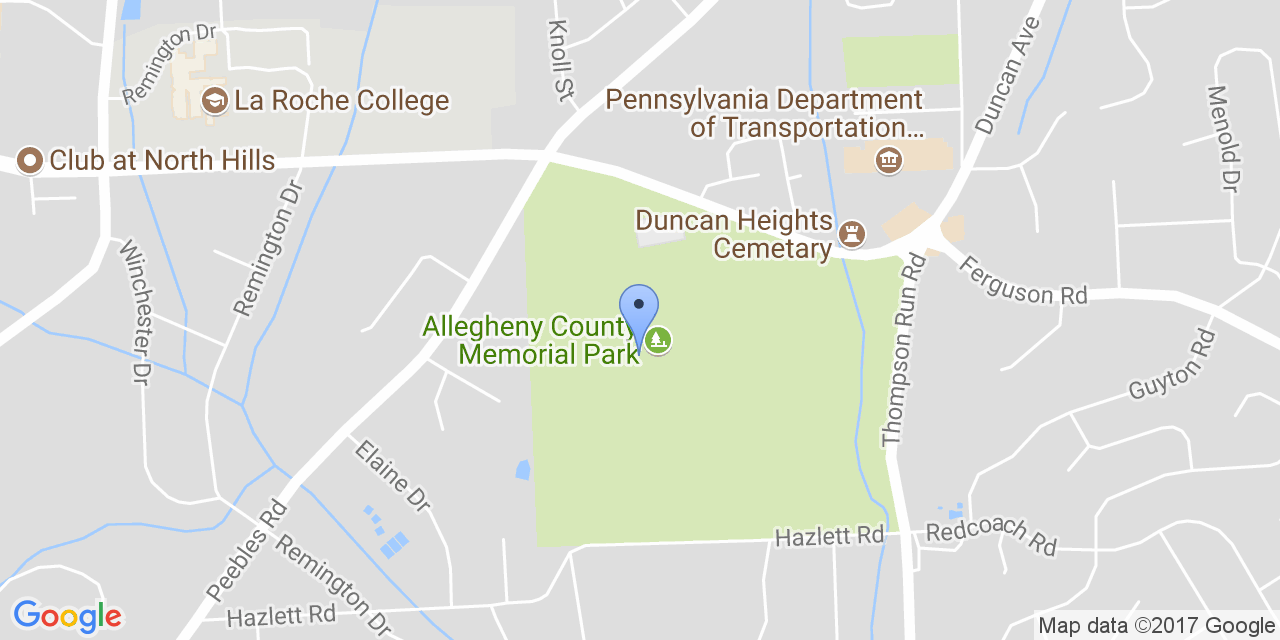 Remington Dr
Knoll St
Duncan Ave
La Roche College
Pennsylvania Department
of Transportation...
Menold Dr
Club at North Hills
Remington Dr
Duncan Heights
Cemetary
Winchester Dr
Ferguson Rd
Thompson Run Rd
Allegheny County
Memorial Park
Guyton Rd
Elaine Dr
Peebles Rd
Hazlett Rd
Redcoach Rd
Remington Dr
Hazlett Rd
Google
Map data ©2017 Google